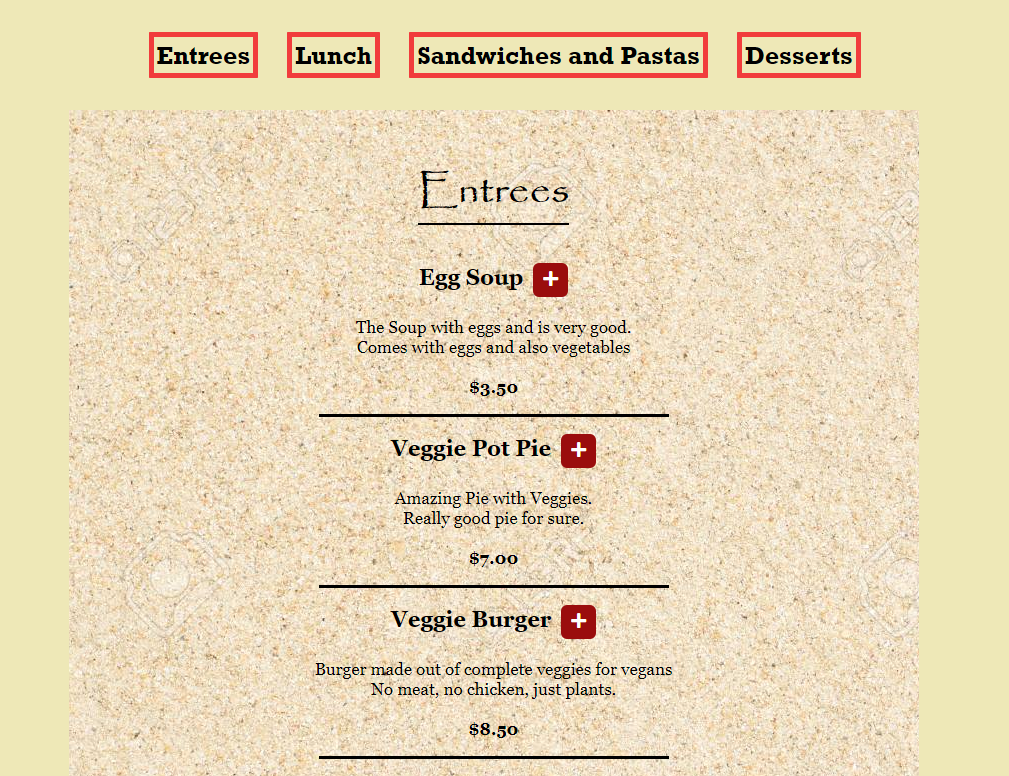 Entrees Lunch Sandwiches and Pastas Desserts
Entrees
Egg Soup +
The Soup with eggs and is very good.
Comes with eggs and also vegetables
$3.50
Veggie Pot Pie +
Amazing Pie with Veggies.
Really good pie for sure.
$7.00
Veggie Burger +
Burger made out of complete veggies for vegans
No meat, no chicken, just plants.
$8.50